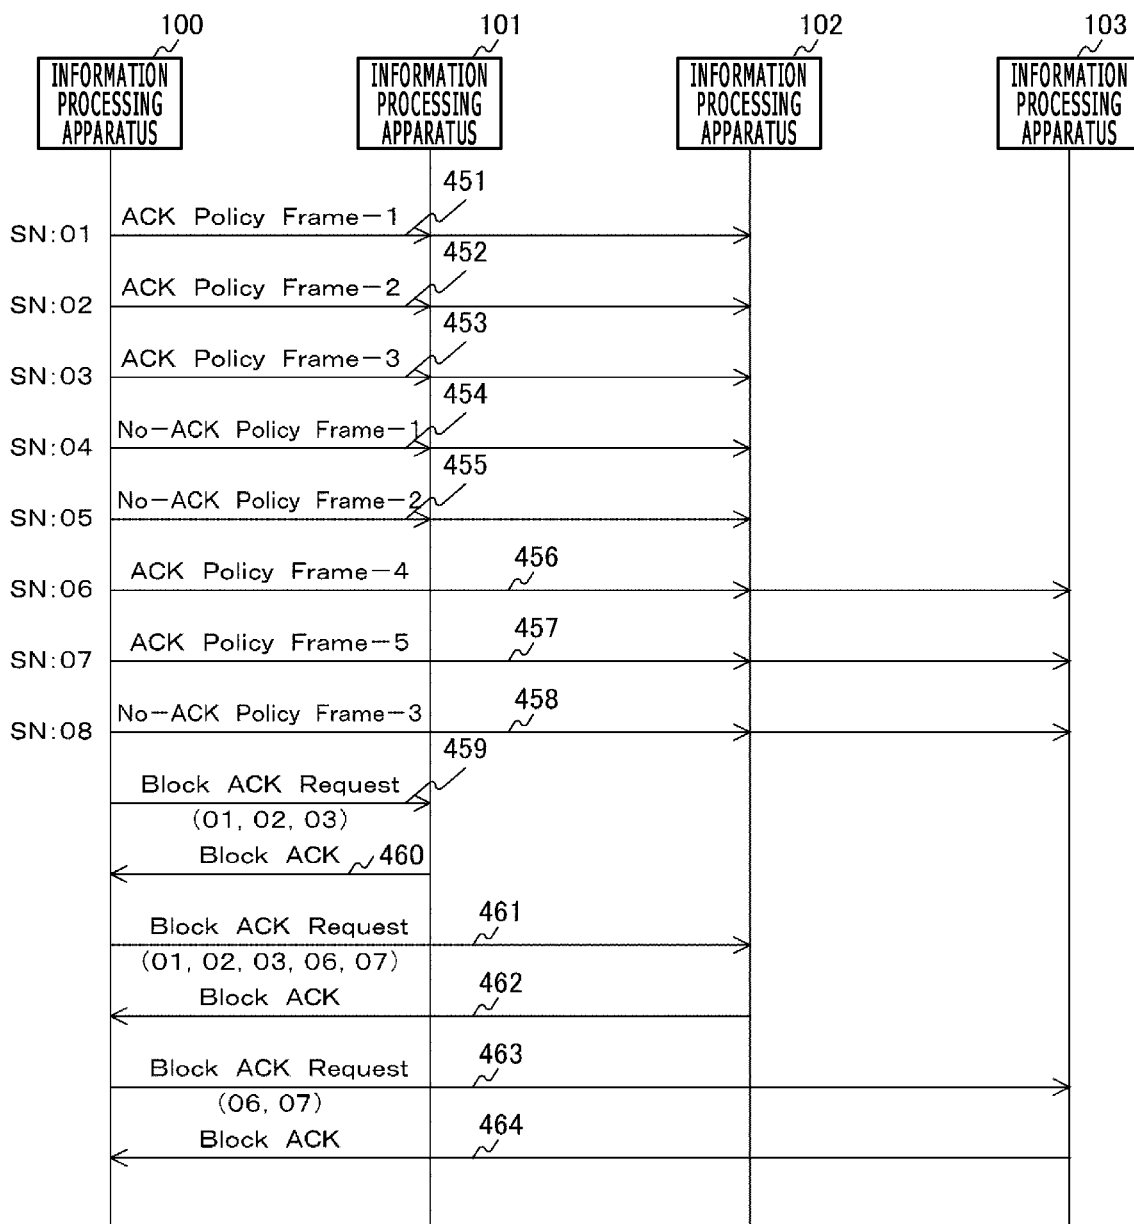 100
101
102
103
INFORMATION
PROCESSING
APPARATUS
INFORMATION
PROCESSING
APPARATUS
INFORMATION
PROCESSING
APPARATUS
INFORMATION
PROCESSING
APPARATUS
451
ACK Policy Frame-1
SN:01
452
ACK Policy Frame-2
SN:02
453
ACK Policy Frame-3
SN:03
454
No-ACK Policy Frame-1
SN:04
455
No-ACK Policy Frame-2
SN:05
456
ACK Policy Frame-4
SN:06
457
ACK Policy Frame-5
SN:07
458
No-ACK Policy Frame-3
SN:08
459
Block ACK Request
(01, 02, 03)
Block ACK
460
461
Block ACK Request
(01, 02, 03, 06, 07)
462
Block ACK
463
Block ACK Request
(06, 07)
464
Block ACK